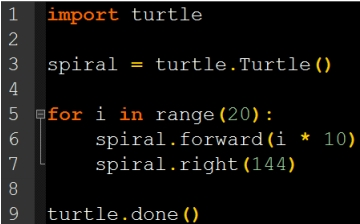 1 import turtle
2
3 spiral = turtle.Turtle()
4
5 for i in range(20):
6     spiral.forward(i * 10)
7     spiral.right(144)
8
9 turtle.done()